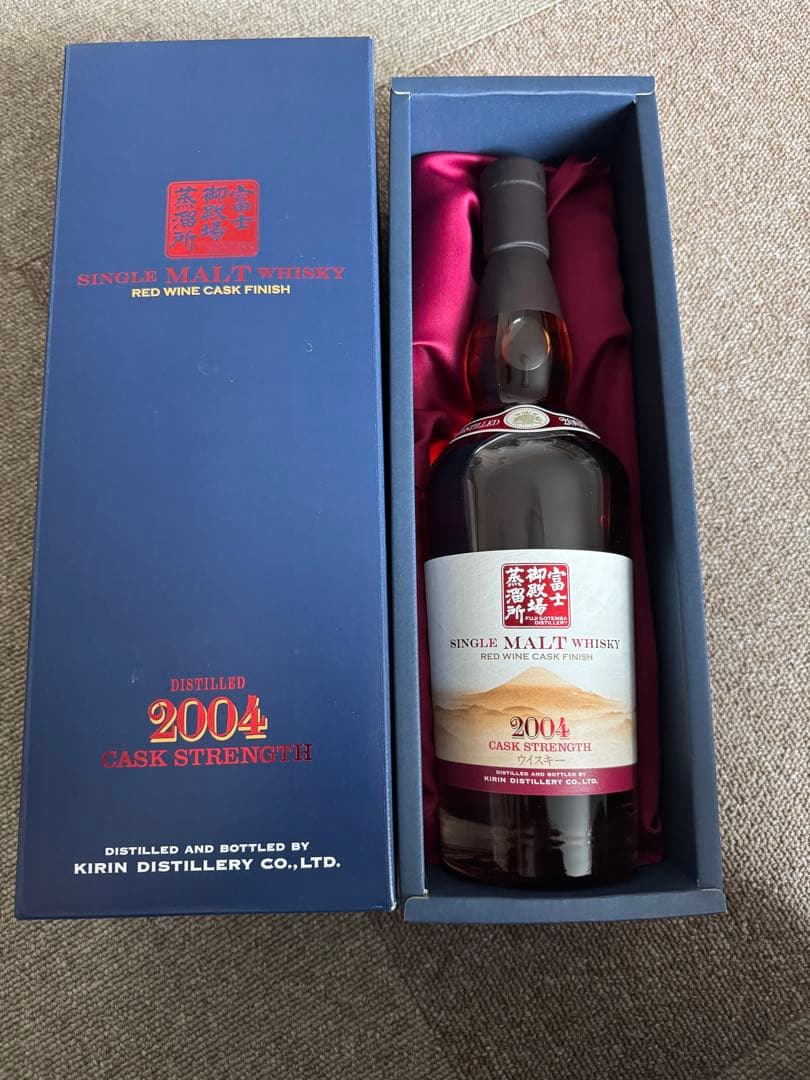 富士
御殿場
蒸溜所
SINGLE MALT WHISKY
RED WINE CASK FINISH
DISTILLED
2004
CASK STRENGTH
DISTILLED AND BOTTLED BY
KIRIN DISTILLERY CO.,LTD.
DISTILLED
富士
御殿場
蒸溜所
FUJI GOTEMBA
DISTILLERY
SINGLE MALT WHISKY
RED WINE CASK FINISH
2004
CASK STRENGTH
ウイスキー
DISTILLED AND BOTTLED BY
KIRIN DISTILLERY CO.,LTD.